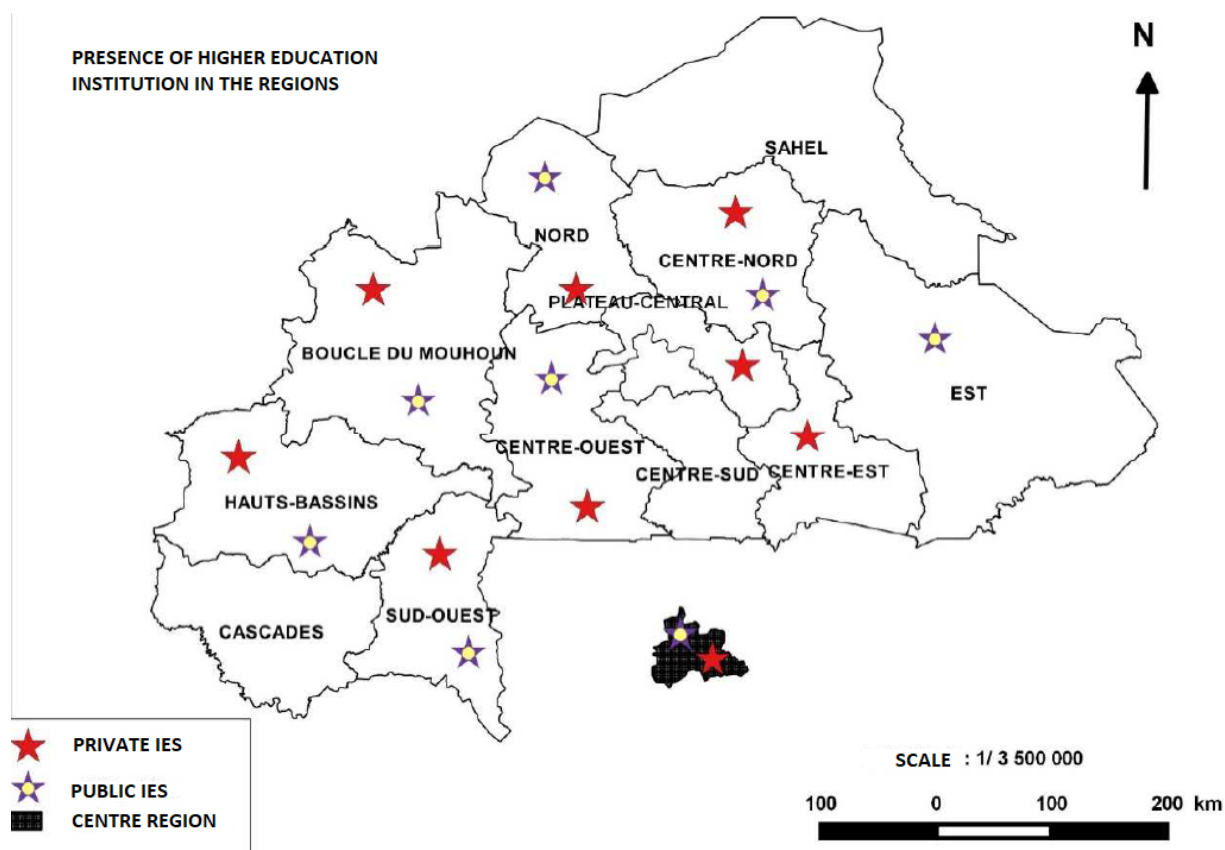 PRESENCE OF HIGHER EDUCATION
INSTITUTION IN THE REGIONS
N
SAHEL
NORD
CENTRE-NORD
PLATEAU-CENTRAL
BOUCLE DU MOUHOUN
EST
CENTRE-OUEST
CENTRE-SUD
CENTRE-EST
HAUTS-BASSINS
SUD-OUEST
CASCADES
PRIVATE IES
PUBLIC IES
CENTRE REGION
SCALE : 1/ 3 500 000
100 0 100 200 km